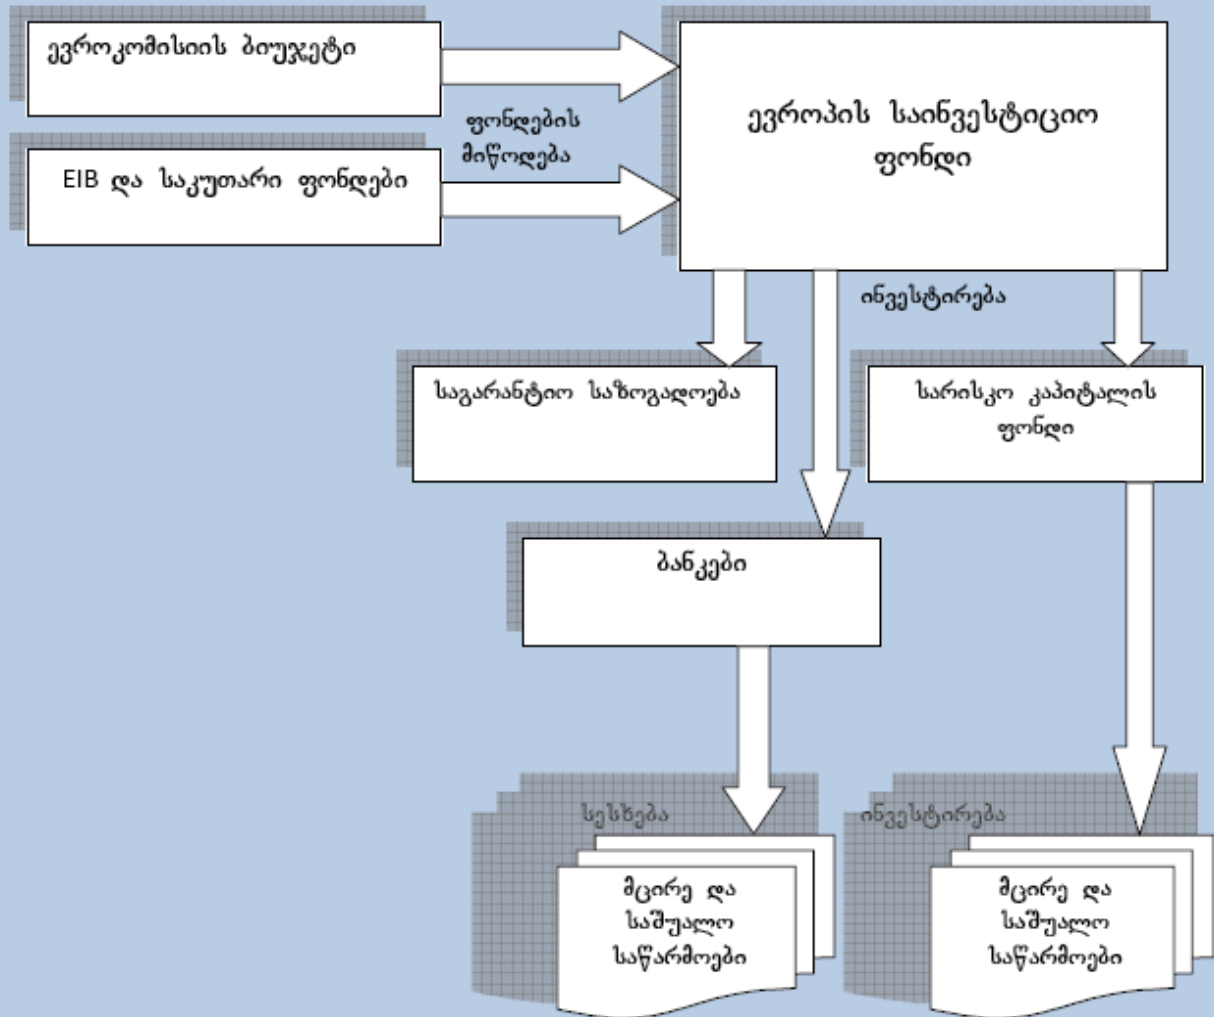 ევროკომისიის ბიუჯეტი
ფონდების
მიწოდება
EIB და საკუთარი ფონდები
ევროპის საინვესტიციო
ფონდი
ინვესტირება
საგარანტიო საზოგადოება
სარისკო კაპიტალის
ფონდი
ბანკები
სესხება
ინვესტირება
მცირე და
საშუალო
საწარმოები
მცირე და
საშუალო
საწარმოები